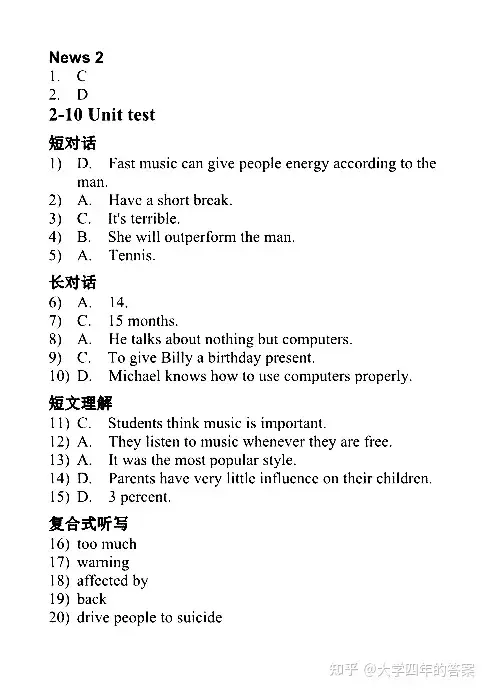 News 2
1. C
2. D
2-10 Unit test
短对话
1) D. Fast music can give people energy according to the
man.
2) A. Have a short break.
3) C. It's terrible.
4) B. She will outperform the man.
5) A. Tennis.
长对话
6) A. 14.
7) C. 15 months.
8) A. He talks about nothing but computers.
9) C. To give Billy a birthday present.
10) D. Michael knows how to use computers properly.
短文理解
11) C. Students think music is important.
12) A. They listen to music whenever they are free.
13) A. It was the most popular style.
14) D. Parents have very little influence on their children.
15) D. 3 percent.
复合式听写
16) too much
17) warning
18) affected by
19) back
20) drive people to suicide
知乎 @大学四年的答案